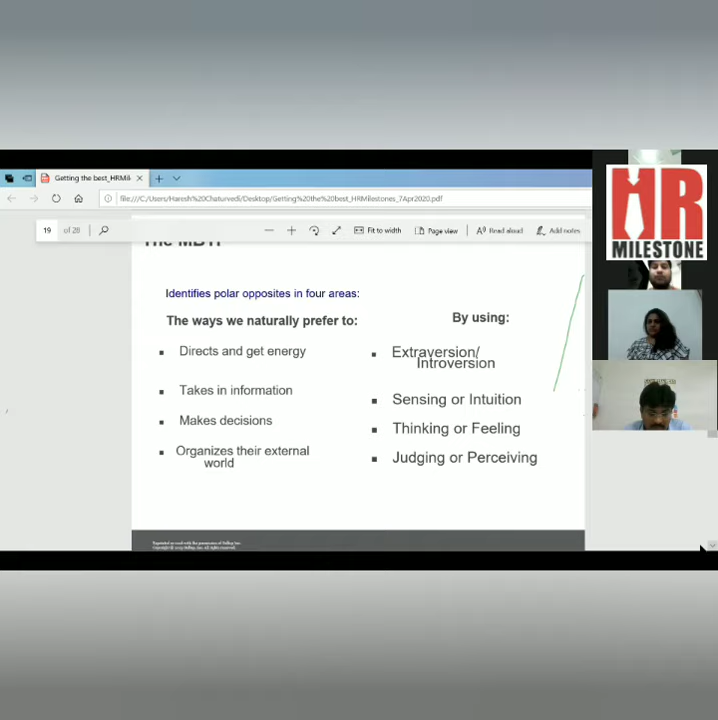 Getting the best_HRMil
file:///C:/Users/Haresh%20Chaturvedi/Desktop/Getting%20the%20best_HRMilestones_7Apr2020.pdf
19 of 28
Fit to width
Page view
Read aloud
Add notes
HR
MILESTONE
The MBTI
Identifies polar opposites in four areas:
The ways we naturally prefer to:
Directs and get energy
Takes in information
Makes decisions
Organizes their external
world
By using:
Extraversion/
Introversion
Sensing or Intuition
Thinking or Feeling
Judging or Perceiving